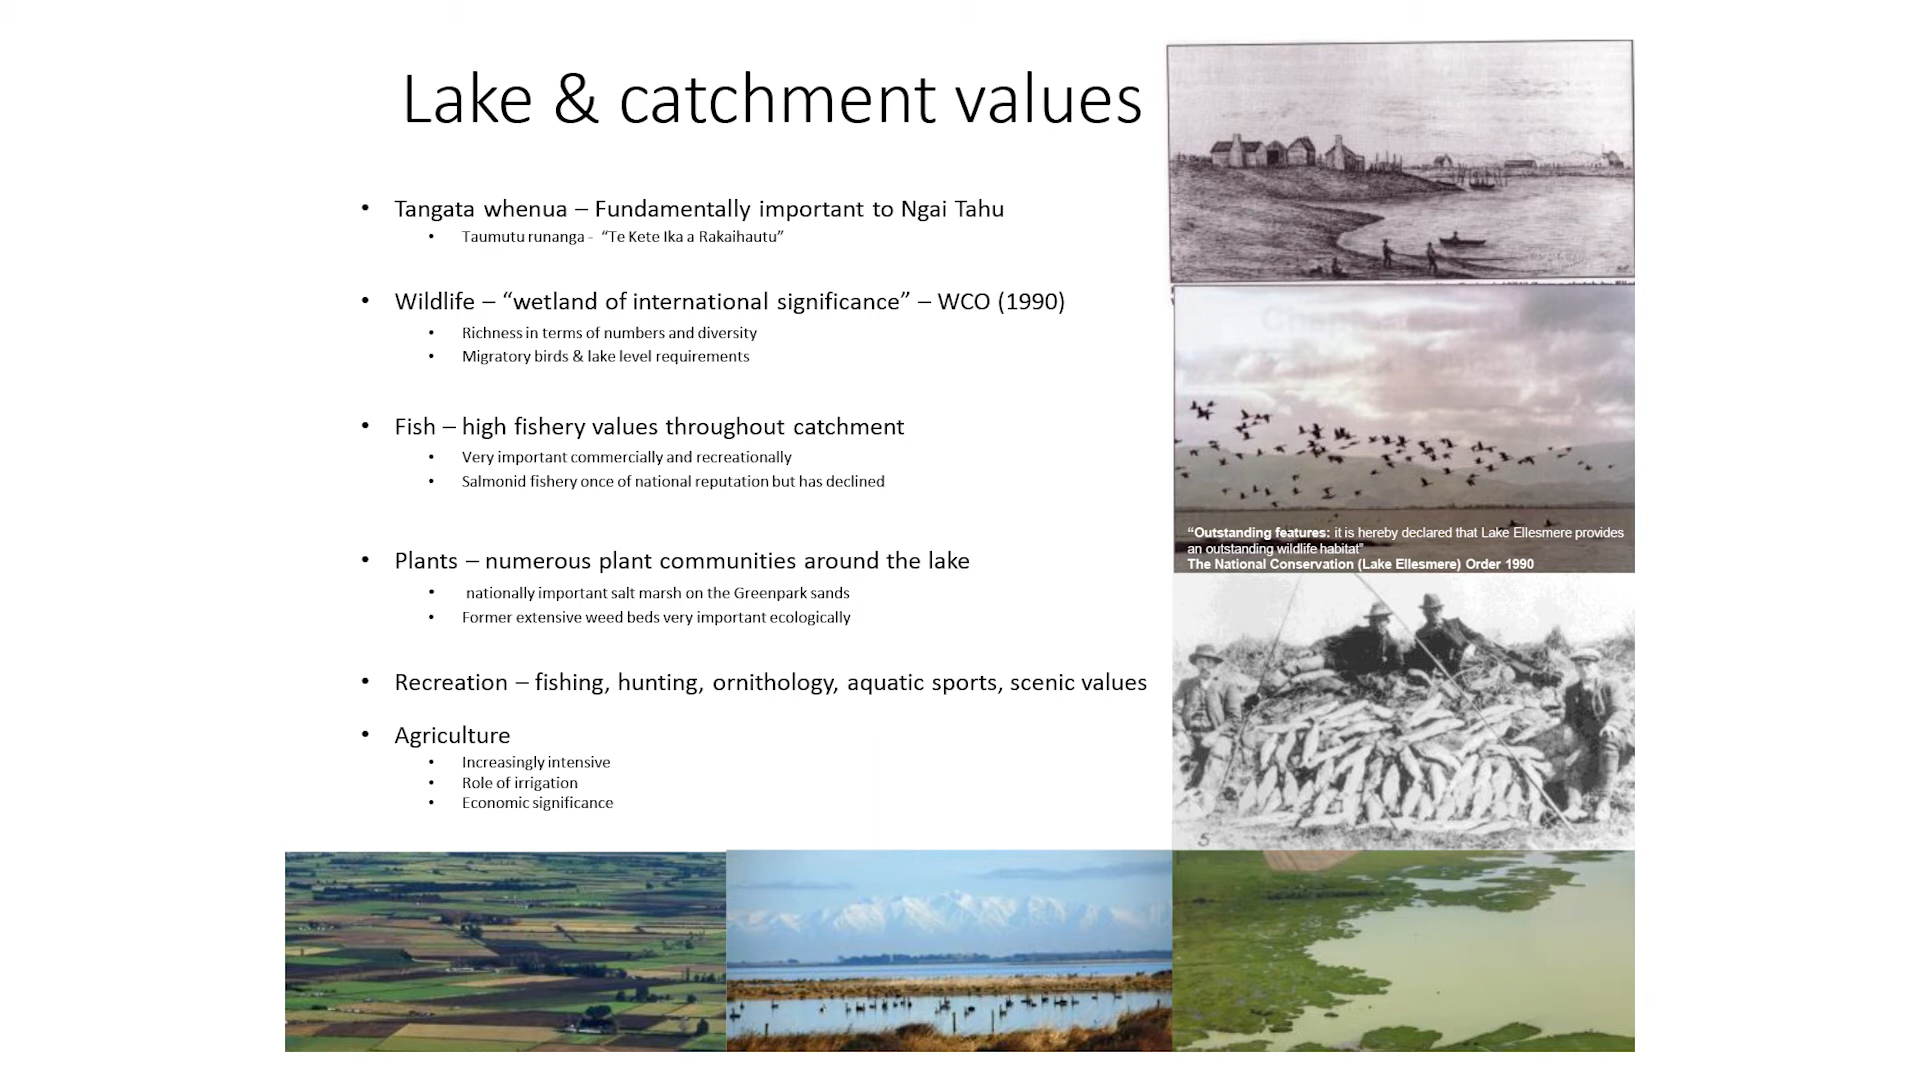 Lake & catchment values
• Tangata whenua – Fundamentally important to Ngai Tahu
• Taumutu runanga - “Te Kete Ika a Rakaihautu”
• Wildlife – “wetland of international significance” – WCO (1990)
• Richness in terms of numbers and diversity
• Migratory birds & lake level requirements
• Fish – high fishery values throughout catchment
• Very important commercially and recreationally
• Salmonid fishery once of national reputation but has declined
• Plants – numerous plant communities around the lake
• nationally important salt marsh on the Greenpark sands
• Former extensive weed beds very important ecologically
• Recreation – fishing, hunting, ornithology, aquatic sports, scenic values
• Agriculture
• Increasingly intensive
• Role of irrigation
• Economic significance
“Outstanding features: it is hereby declared that Lake Ellesmere provides
an outstanding wildlife habitat”
The National Conservation (Lake Ellesmere) Order 1990
5